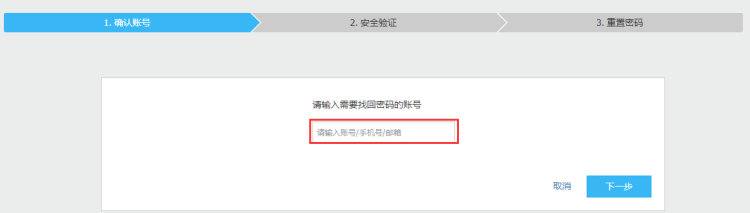 1. 确认账号
2. 安全验证
3. 重置密码
请输入需要找回密码的账号
请输入账号/手机号/邮箱
取消
下一步